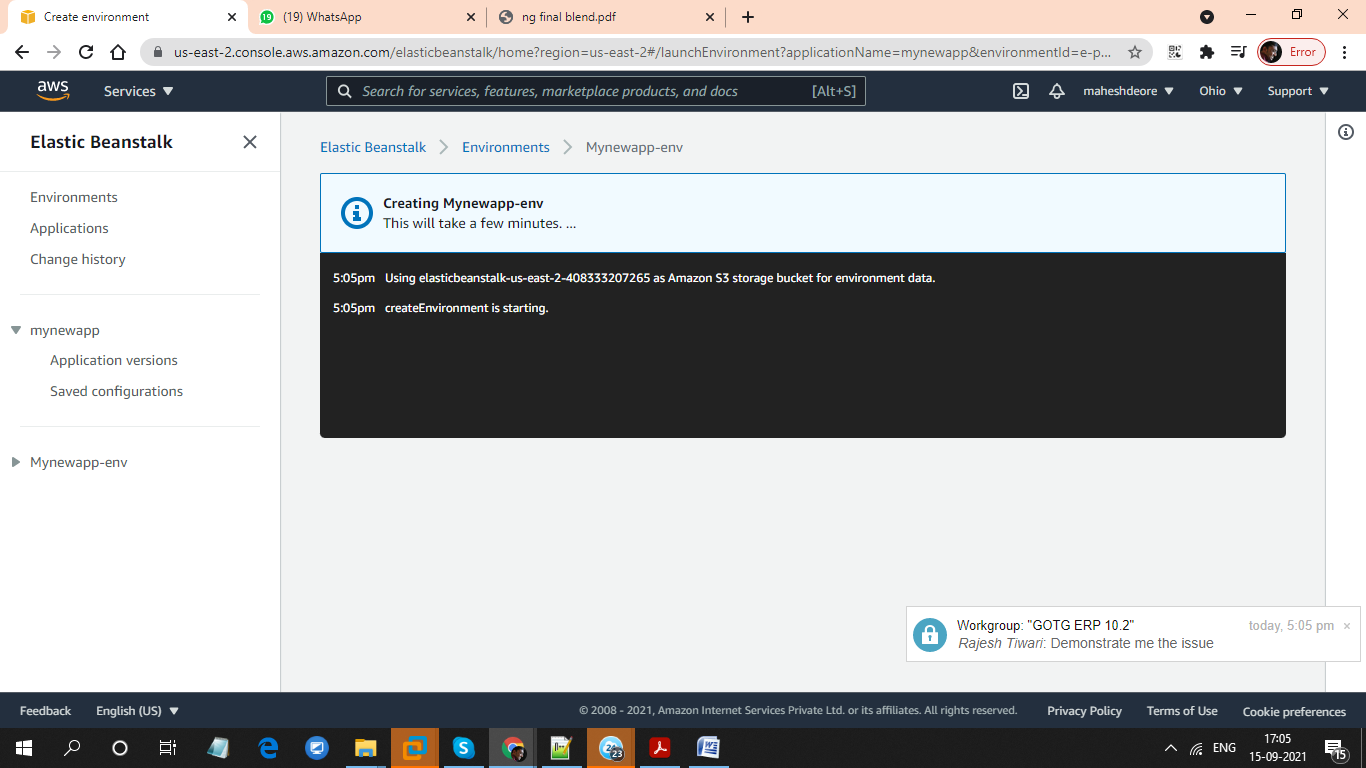 Create environment
(19) WhatsApp
ng final blend.pdf
us-east-2.console.aws.amazon.com/elasticbeanstalk/home?region=us-east-2#/launchEnvironment?applicationName=mynewapp&environmentId=e-p...
Error
aws
Services
Search for services, features, marketplace products, and docs
[Alt+S]
maheshdeore
Ohio
Support
Elastic Beanstalk
Environments
Applications
Change history
mynewapp
Application versions
Saved configurations
Mynewapp-env
Elastic Beanstalk
Environments
Mynewapp-env
Creating Mynewapp-env
This will take a few minutes. ...
5:05pm Using elasticbeanstalk-us-east-2-408333207265 as Amazon S3 storage bucket for environment data.
5:05pm createEnvironment is starting.
Workgroup: "GOTG ERP 10.2"
today, 5:05 pm
Rajesh Tiwari: Demonstrate me the issue
Feedback
English (US)
© 2008 - 2021, Amazon Internet Services Private Ltd. or its affiliates. All rights reserved.
Privacy Policy
Terms of Use
Cookie preferences
ENG
17:05
15-09-2021
15